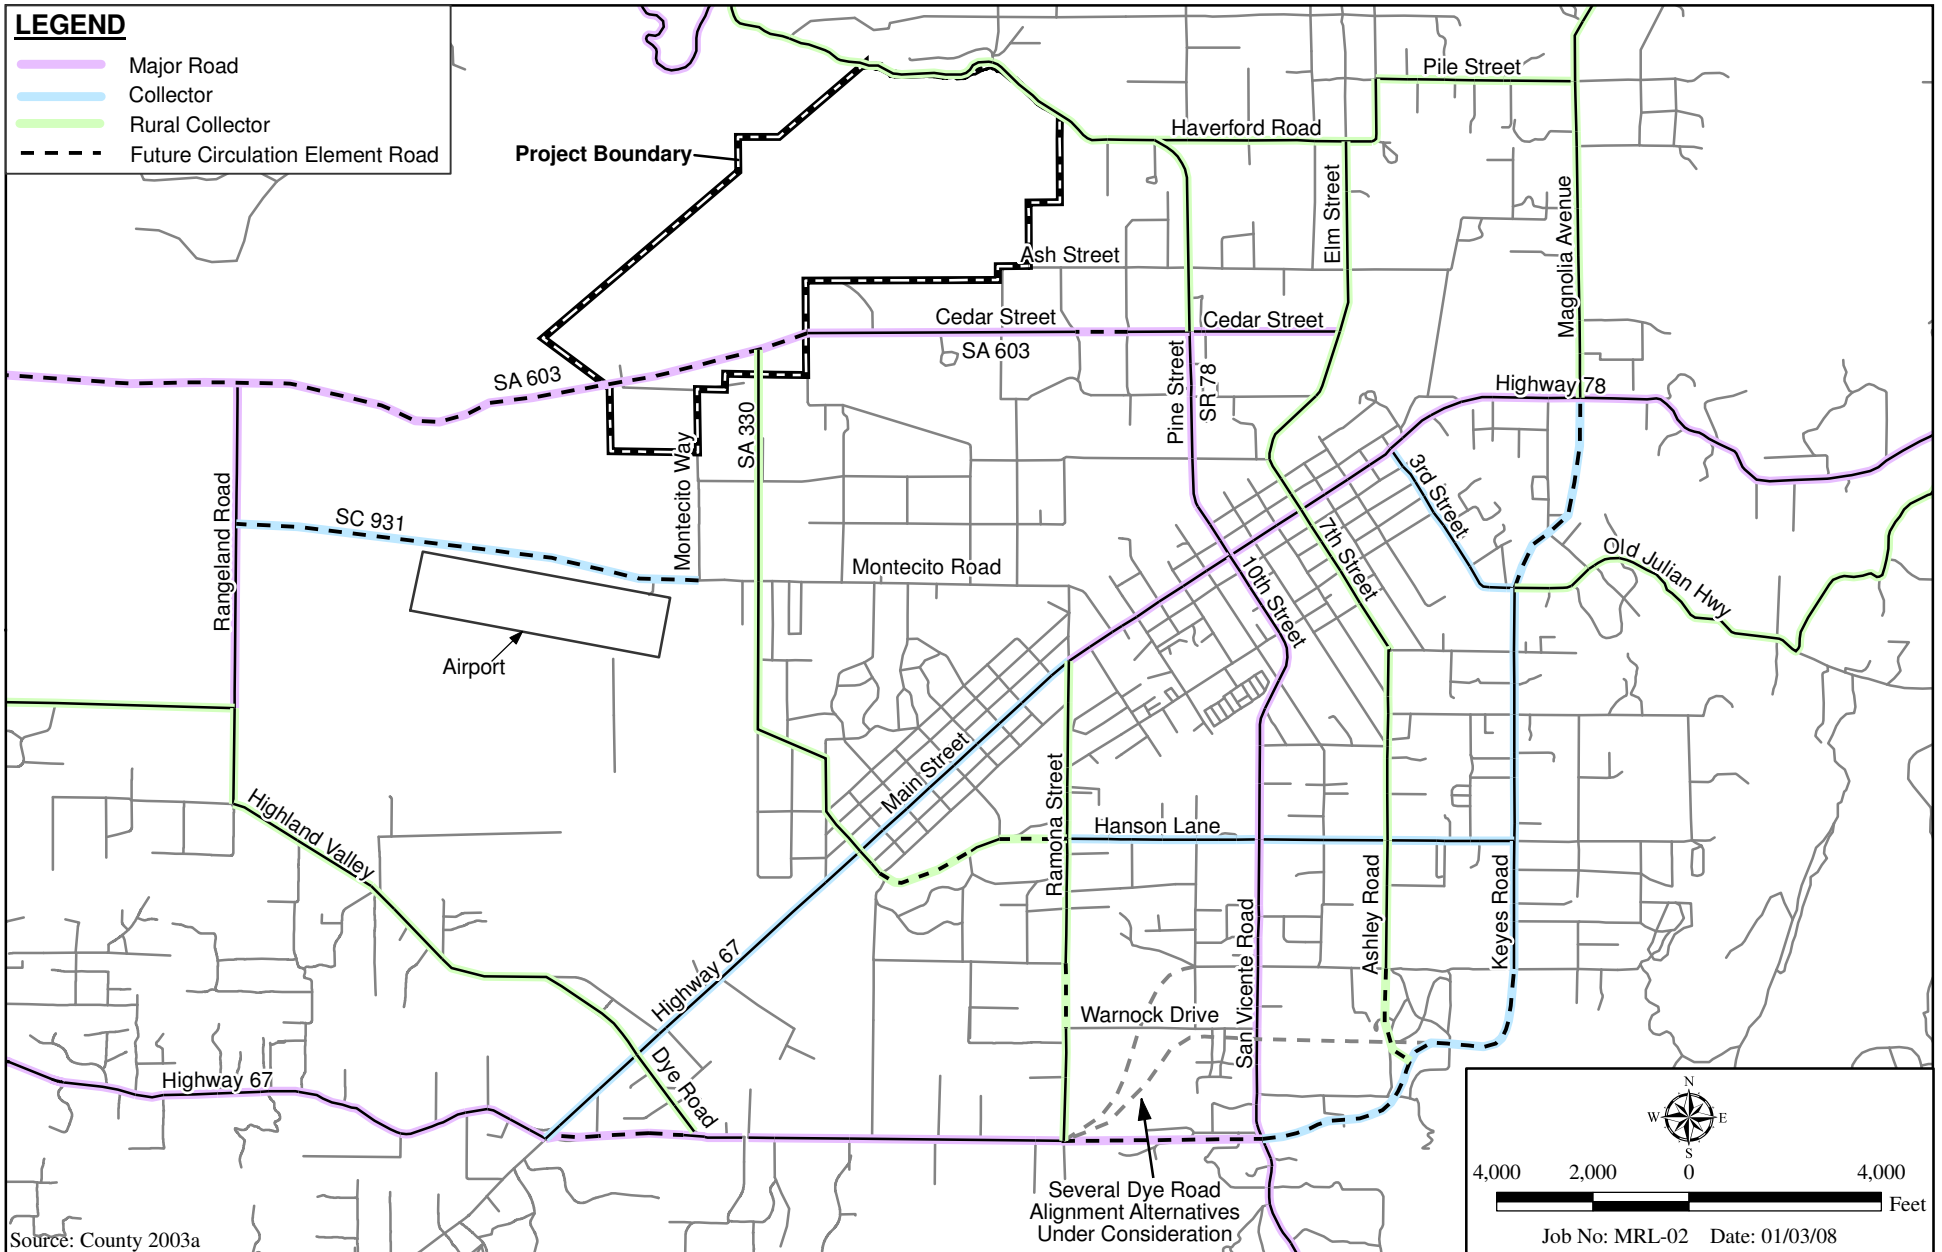 LEGEND
Major Road
Collector
Rural Collector
Future Circulation Element Road
Project Boundary
Pile Street
Haverford Road
Elm Street
Magnolia Avenue
Ash Street
Cedar Street
Cedar Street
SA 603
SA 603
Pine Street
SR 78
Highway 78
SA 330
Montecito Way
Rangeland Road
SC 931
3rd Street
7th Street
10th Street
Old Julian Hwy
Montecito Road
Airport
Main Street
Ramona Street
Hanson Lane
Highland Valley
Ashley Road
Keyes Road
San Vicente Road
Highway 67
Warnock Drive
Dye Road
Highway 67
Several Dye Road
Alignment Alternatives
Under Consideration
N
W E
S
4,000 2,000 0 4,000
Feet
Job No: MRL-02 Date: 01/03/08
Source: County 2003a